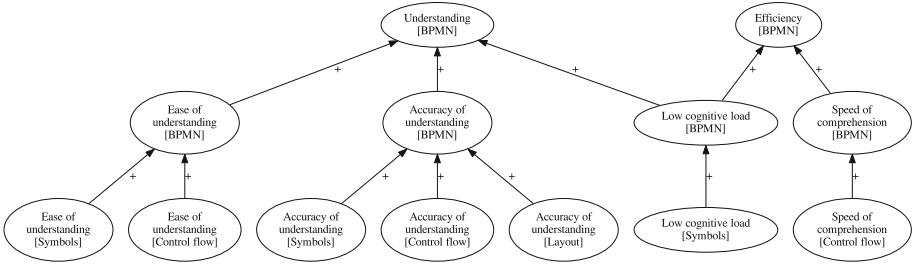 Understanding
[BPMN]
Efficiency
[BPMN]
+
+
+
+
+
Ease of
understanding
[BPMN]
Accuracy of
understanding
[BPMN]
Low cognitive load
[BPMN]
Speed of
comprehension
[BPMN]
+
+
+
+
+
+
+
Ease of
understanding
[Symbols]
Ease of
understanding
[Control flow]
Accuracy of
understanding
[Symbols]
Accuracy of
understanding
[Control flow]
Accuracy of
understanding
[Layout]
Low cognitive load
[Symbols]
Speed of
comprehension
[Control flow]